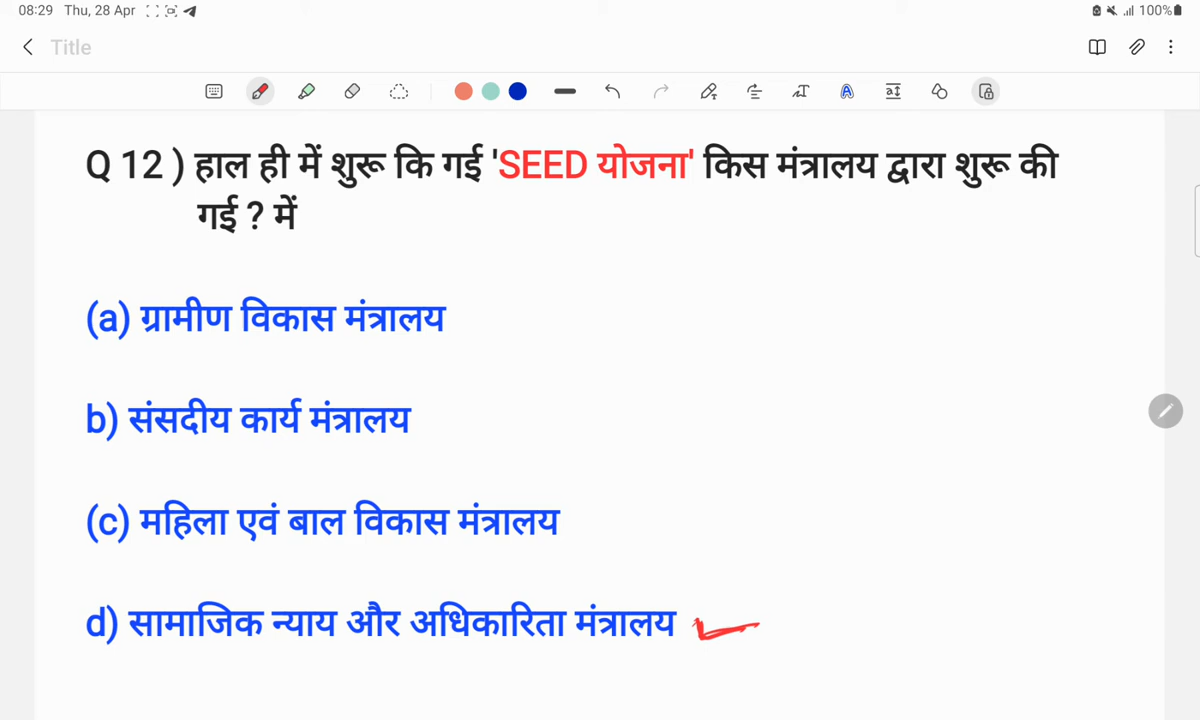 08:29 Thu, 28 Apr 100%
Title
Q 12 ) हाल ही में शुरू कि गई 'SEED योजना' किस मंत्रालय द्वारा शुरू की
गई ? में
(a) ग्रामीण विकास मंत्रालय
b) संसदीय कार्य मंत्रालय
(c) महिला एवं बाल विकास मंत्रालय
d) सामाजिक न्याय और अधिकारिता मंत्रालय